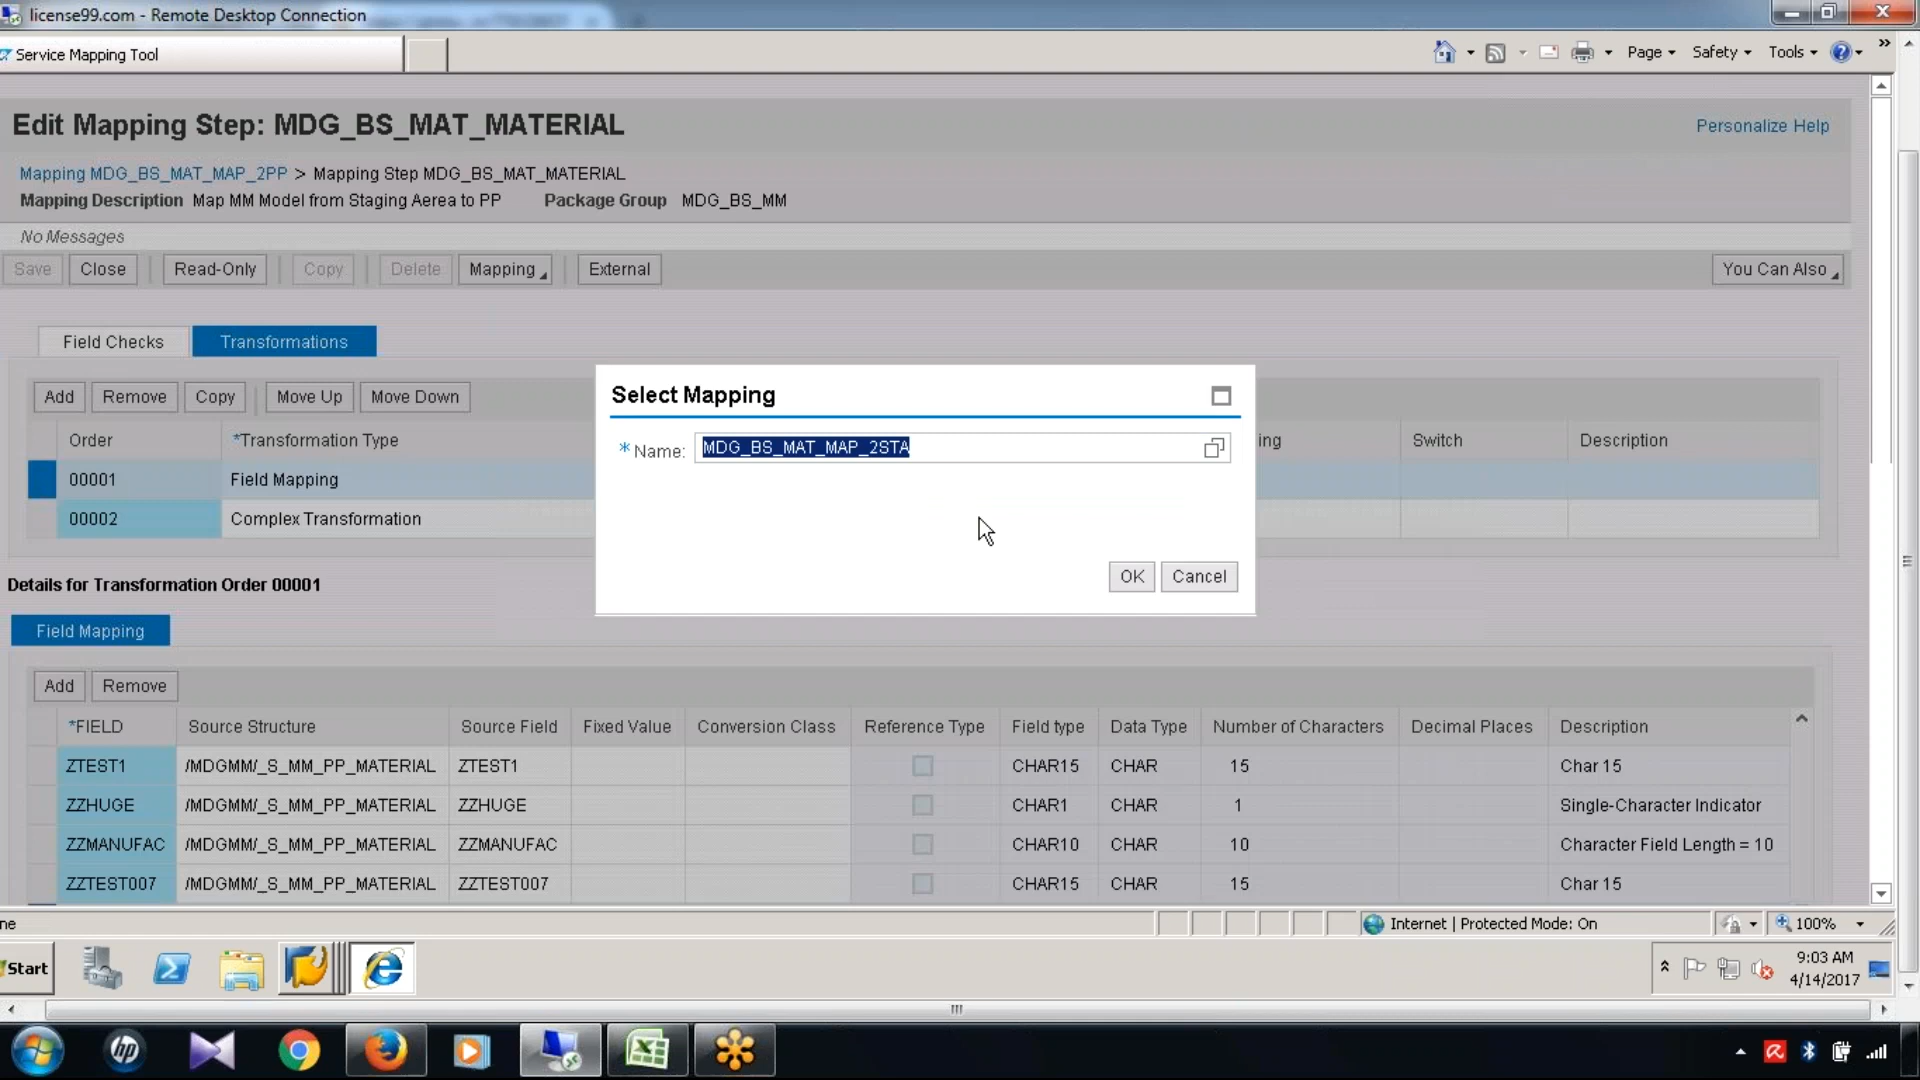 license99.com - Remote Desktop Connection
Service Mapping Tool
Page
Safety
Tools
Edit Mapping Step: MDG_BS_MAT_MATERIAL
Personalize Help
Mapping MDG_BS_MAT_MAP_2PP > Mapping Step MDG_BS_MAT_MATERIAL
Mapping Description Map MM Model from Staging Aerea to PP Package Group MDG_BS_MM
No Messages
Save Close Read-Only Copy Delete Mapping External You Can Also
Field Checks Transformations
Select Mapping
Add Remove Copy Move Up Move Down
Order *Transformation Type ing Switch Description
* Name: MDG_BS_MAT_MAP_2STA
00001 Field Mapping
00002 Complex Transformation
OK Cancel
Details for Transformation Order 00001
Field Mapping
Add Remove
*FIELD Source Structure Source Field Fixed Value Conversion Class Reference Type Field type Data Type Number of Characters Decimal Places Description
ZTEST1 /MDGMM/_S_MM_PP_MATERIAL ZTEST1 CHAR15 CHAR 15 Char 15
ZZHUGE /MDGMM/_S_MM_PP_MATERIAL ZZHUGE CHAR1 CHAR 1 Single-Character Indicator
ZZMANUFAC /MDGMM/_S_MM_PP_MATERIAL ZZMANUFAC CHAR10 CHAR 10 Character Field Length = 10
ZZTEST007 /MDGMM/_S_MM_PP_MATERIAL ZZTEST007 CHAR15 CHAR 15 Char 15
ne
Internet | Protected Mode: On
100%
Start
9:03 AM
4/14/2017
hp